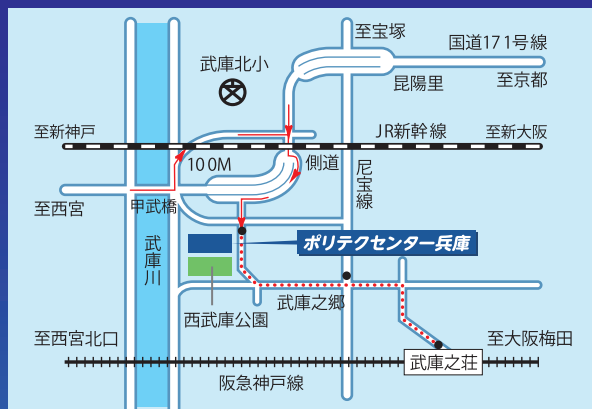 至宝塚
国道171号線
武庫北小
昆陽里
至京都
至新神戸
JR新幹線
至新大阪
100M
側道
尼宝線
至西宮
甲武橋
武庫川
ポリテクセンター兵庫
武庫之郷
西武庫公園
至西宮北口
至大阪梅田
武庫之荘
阪急神戸線